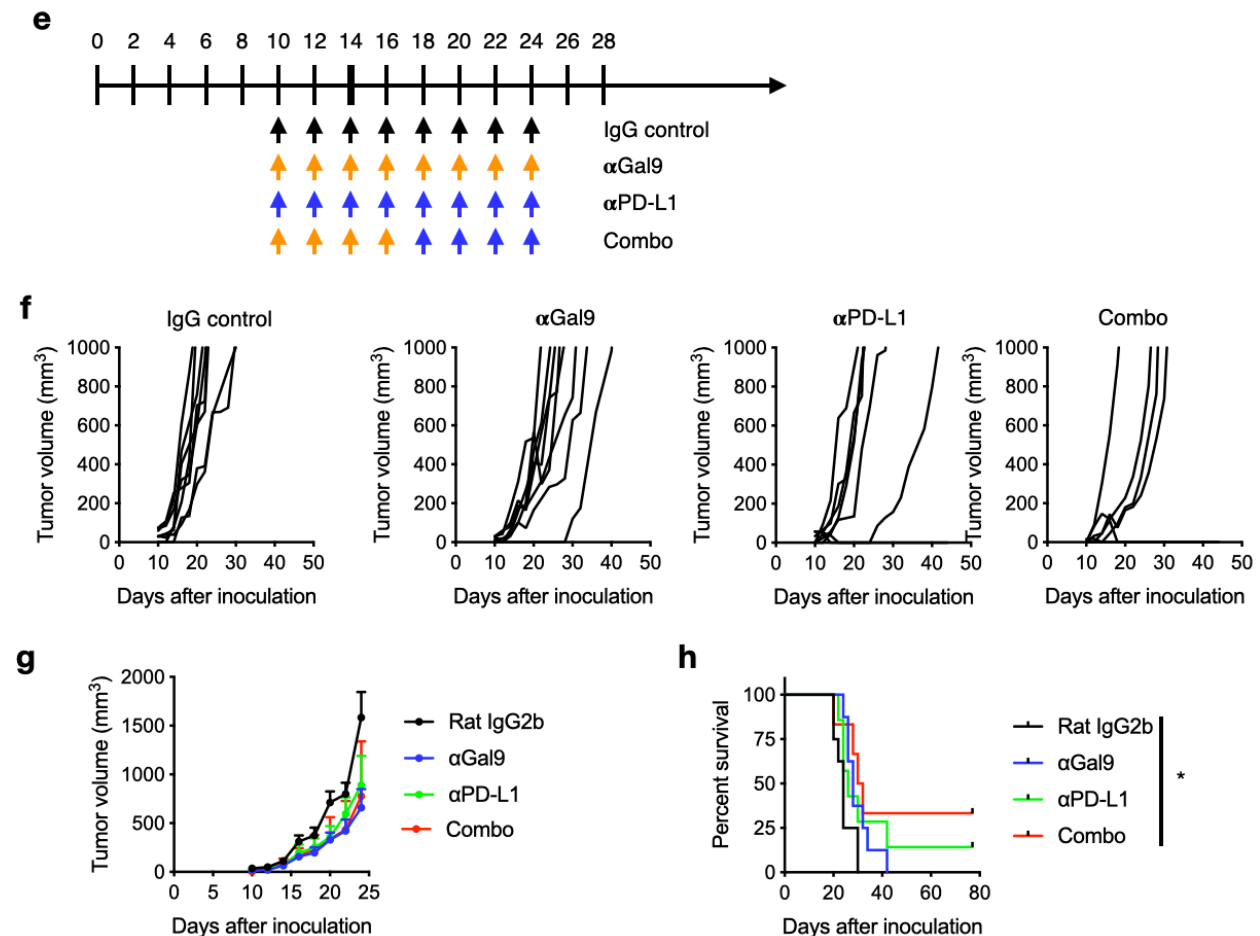 e
0 2 4 6 8 10 12 14 16 18 20 22 24 26 28
IgG control
αGal9
αPD-L1
Combo
f
IgG control
αGal9
αPD-L1
Combo
Tumor volume (mm³)
1000
800
600
400
200
0
0 10 20 30 40 50
Days after inoculation
Tumor volume (mm³)
1000
800
600
400
200
0
0 10 20 30 40 50
Days after inoculation
Tumor volume (mm³)
1000
800
600
400
200
0
0 10 20 30 40 50
Days after inoculation
Tumor volume (mm³)
1000
800
600
400
200
0
0 10 20 30 40 50
Days after inoculation
g
Tumor volume (mm³)
2000
1500
1000
500
0
0 5 10 15 20 25
Days after inoculation
Rat IgG2b
αGal9
αPD-L1
Combo
h
Percent survival
100
75
50
25
0
0 20 40 60 80
Days after inoculation
Rat IgG2b
αGal9
αPD-L1
Combo
*